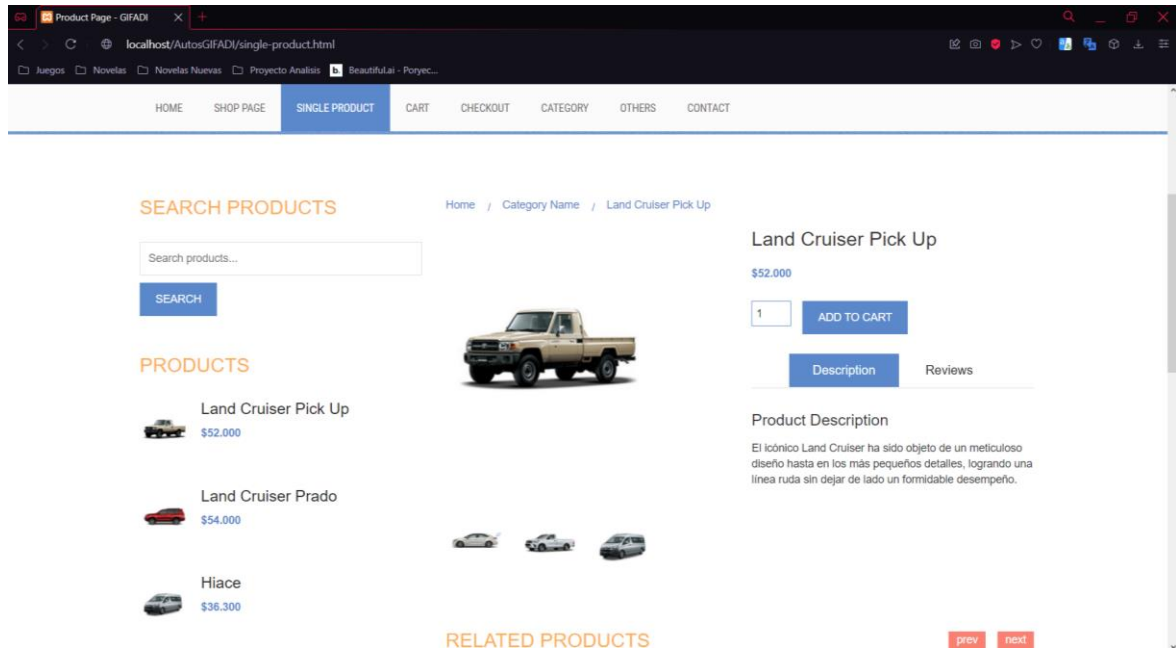 Product Page - GIFADI
localhost/AutosGIFADI/single-product.html
Juegos Novelas Novelas Nuevas Proyecto Analisis b. Beautiful.ai - Poryec...
HOME SHOP PAGE SINGLE PRODUCT CART CHECKOUT CATEGORY OTHERS CONTACT
SEARCH PRODUCTS
Search products...
SEARCH
PRODUCTS
Land Cruiser Pick Up
$52.000
Land Cruiser Prado
$54.000
Hiace
$36.300
Home / Category Name / Land Cruiser Pick Up
Land Cruiser Pick Up
$52.000
1
ADD TO CART
Description Reviews
Product Description
El icónico Land Cruiser ha sido objeto de un meticuloso
diseño hasta en los más pequeños detalles, logrando una
línea ruda sin dejar de lado un formidable desempeño.
RELATED PRODUCTS
prev next